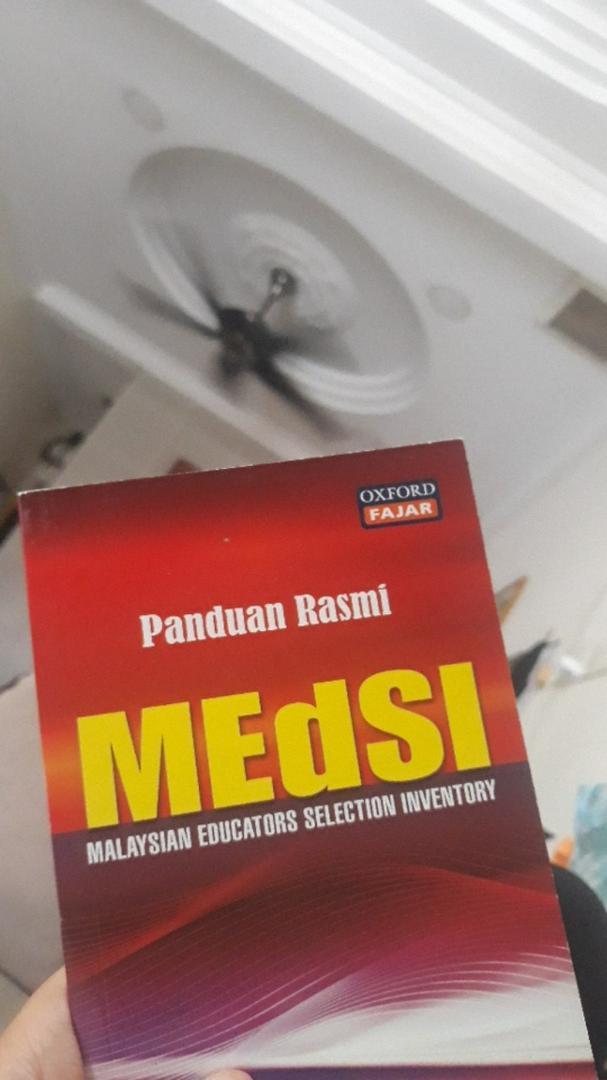 OXFORD
FAJAR
Panduan Rasmi
MEdSI
MALAYSIAN EDUCATORS SELECTION INVENTORY